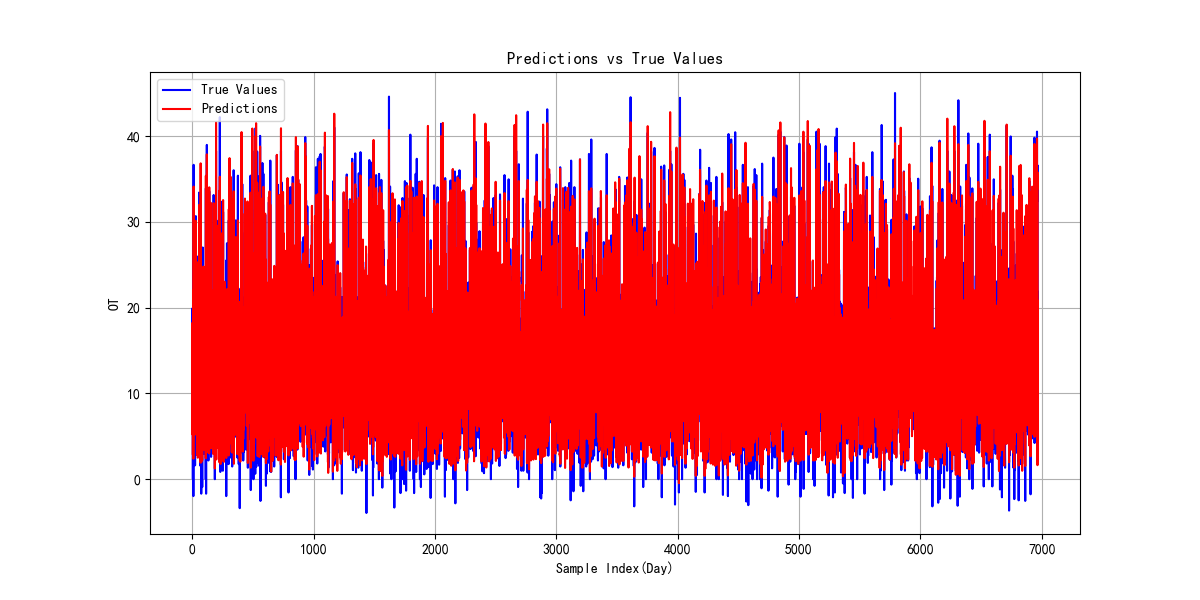 Predictions vs True Values
True Values
Predictions
40
30
20
10
0
OT
0 1000 2000 3000 4000 5000 6000 7000
Sample Index(Day)